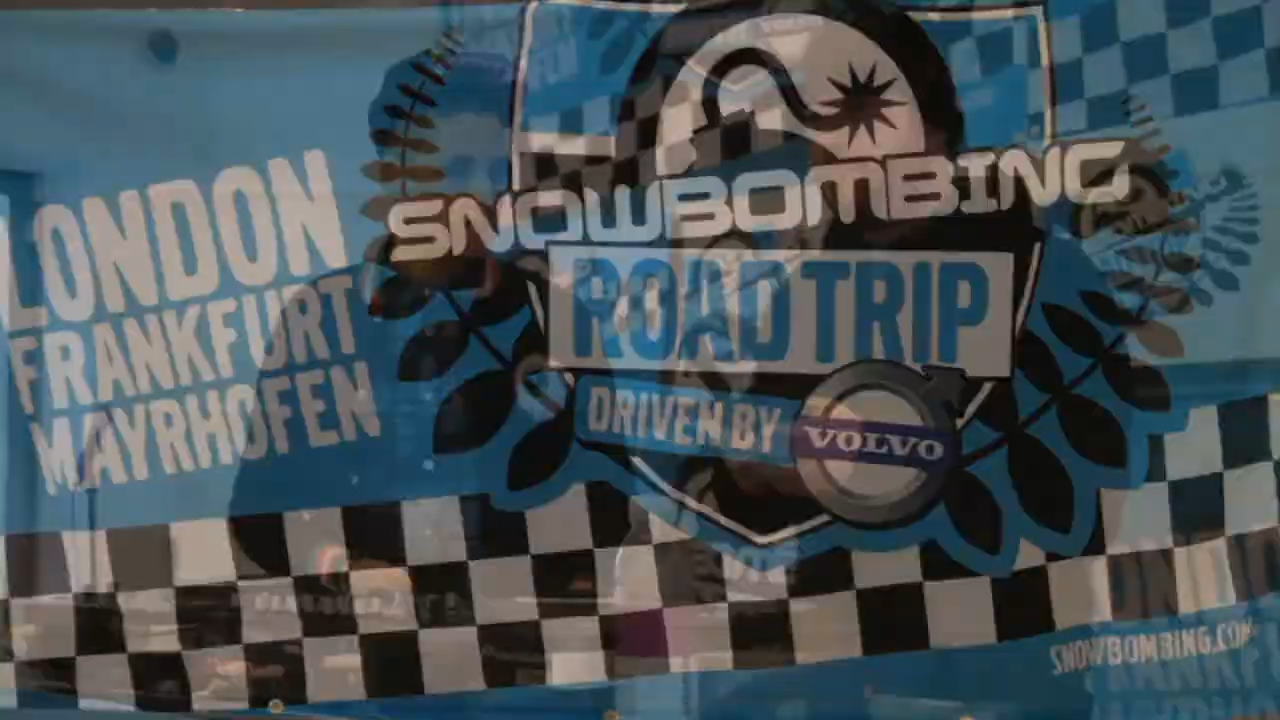 LONDON
FRANKFURT
MAYRHOFEN
SNOWBOMBING
ROAD TRIP
DRIVEN BY
VOLVO
SNOWBOMBING.COM